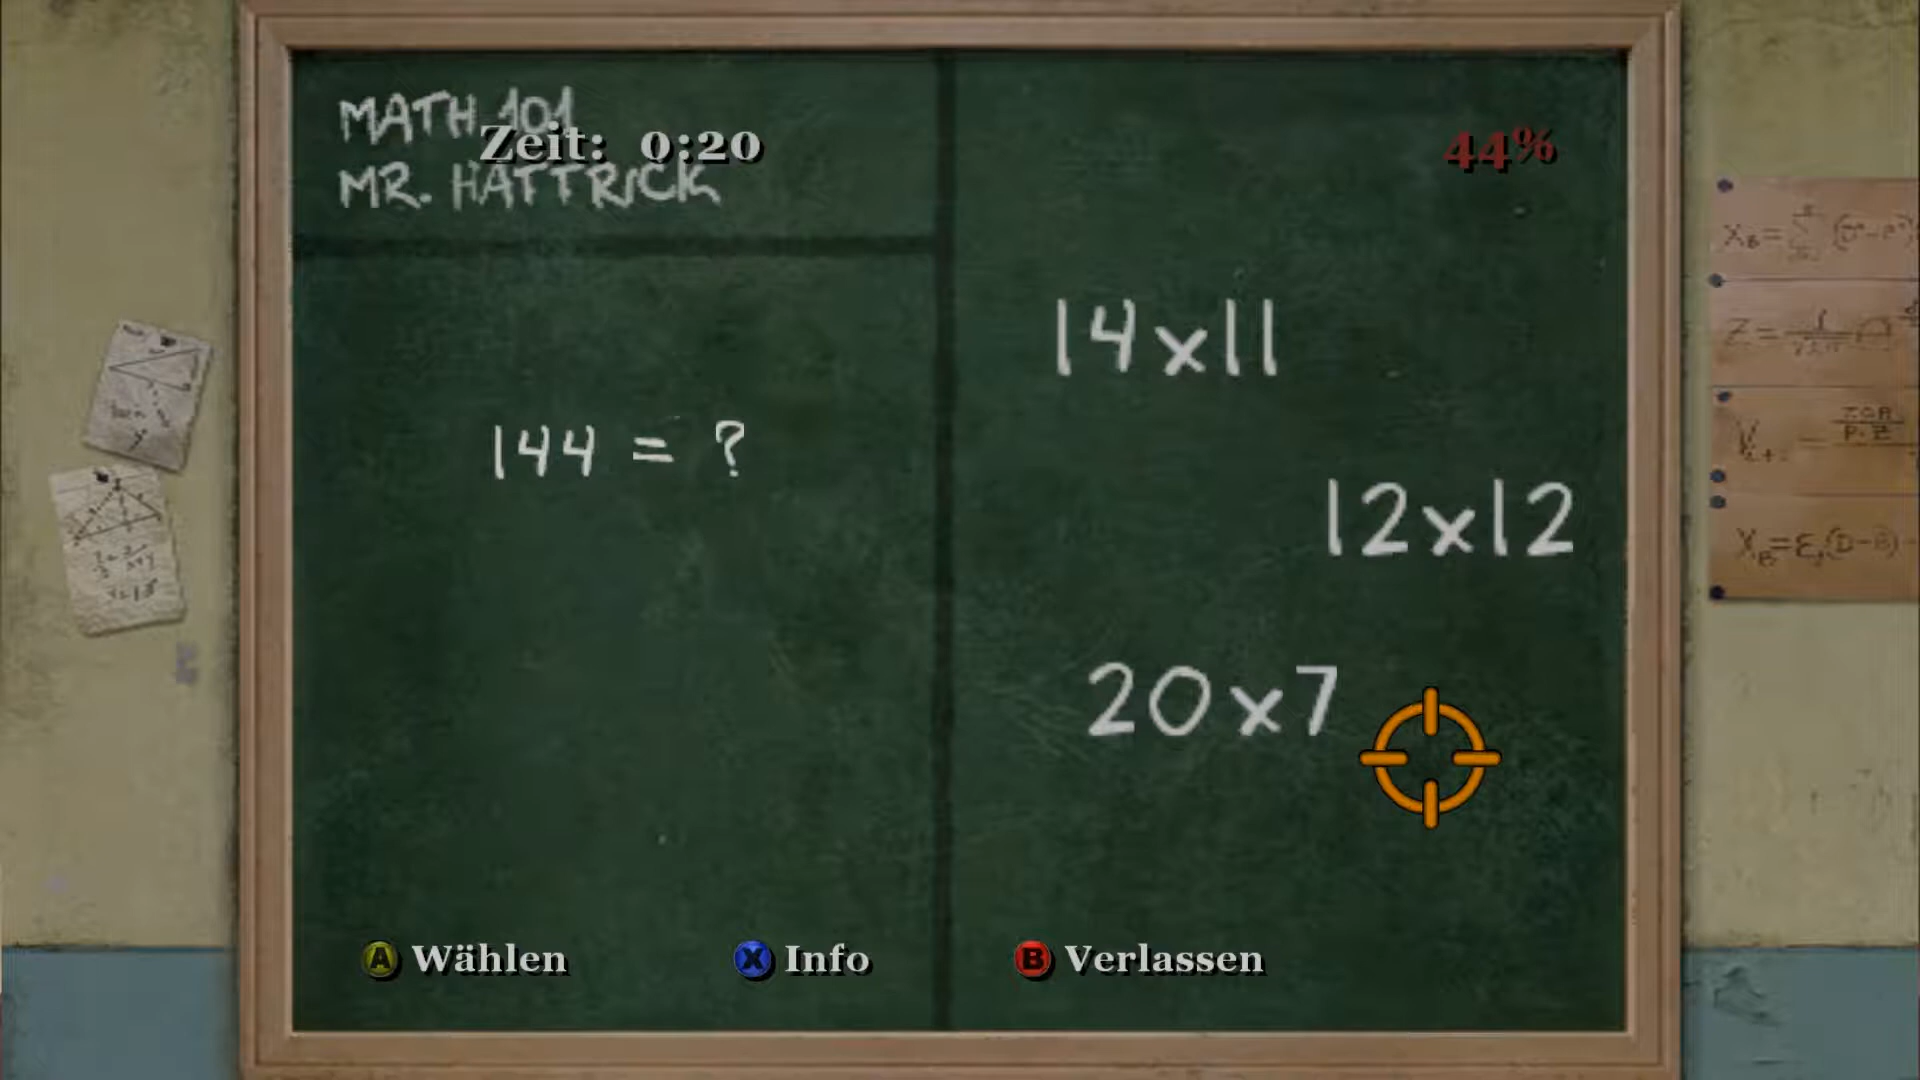 MATH 101
Zeit: 0:20
MR. HATTRICK
44%
144 = ?
14x11
12x12
20x7
A Wählen
X Info
B Verlassen